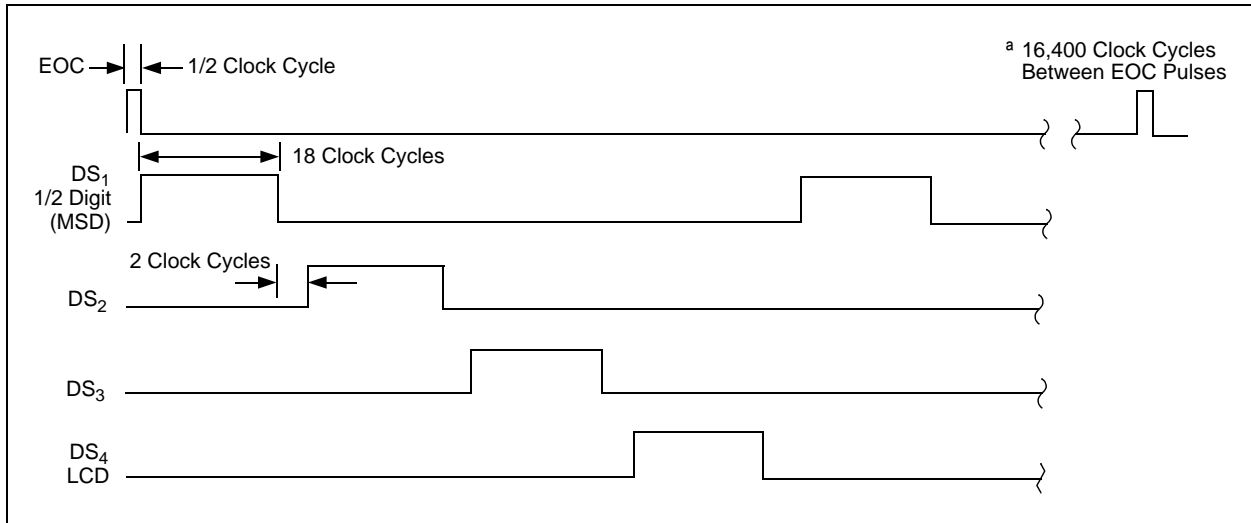 EOC
1/2 Clock Cycle
ª 16,400 Clock Cycles
Between EOC Pulses
18 Clock Cycles
DS₁
1/2 Digit
(MSD)
2 Clock Cycles
DS₂
DS₃
DS₄
LCD